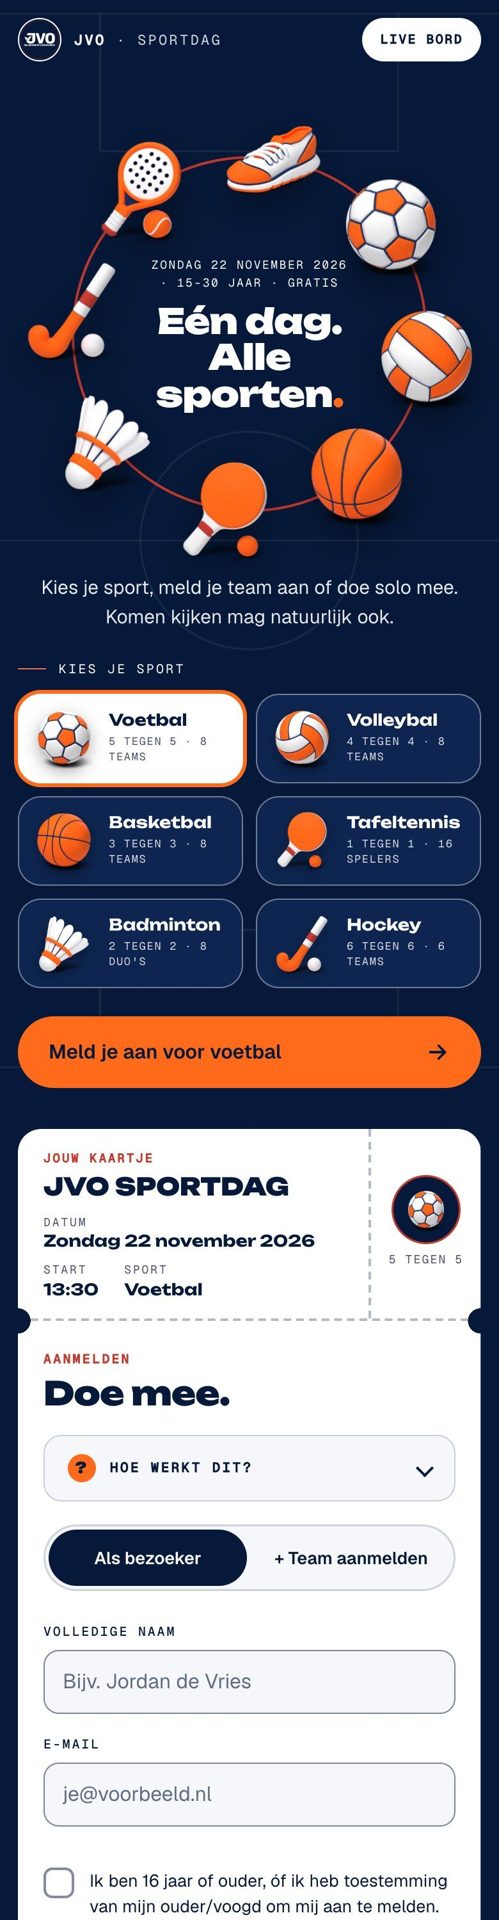 JVO
JVO · SPORTDAG
LIVE BORD
ZONDAG 22 NOVEMBER 2026
· 15-30 JAAR · GRATIS
Eén dag.
Alle
sporten.
Kies je sport, meld je team aan of doe solo mee.
Komen kijken mag natuurlijk ook.
KIES JE SPORT
Voetbal
5 TEGEN 5 · 8
TEAMS
Volleybal
4 TEGEN 4 · 8
TEAMS
Basketbal
3 TEGEN 3 · 8
TEAMS
Tafeltennis
1 TEGEN 1 · 16
SPELERS
Badminton
2 TEGEN 2 · 8
DUO'S
Hockey
6 TEGEN 6 · 6
TEAMS
Meld je aan voor voetbal →
JOUW KAARTJE
JVO SPORTDAG
DATUM
Zondag 22 november 2026
START SPORT
13:30 Voetbal
5 TEGEN 5
AANMELDEN
Doe mee.
? HOE WERKT DIT?
Als bezoeker
+ Team aanmelden
VOLLEDIGE NAAM
Bijv. Jordan de Vries
E-MAIL
je@voorbeeld.nl
Ik ben 16 jaar of ouder, óf ik heb toestemming
van mijn ouder/voogd om mij aan te melden.